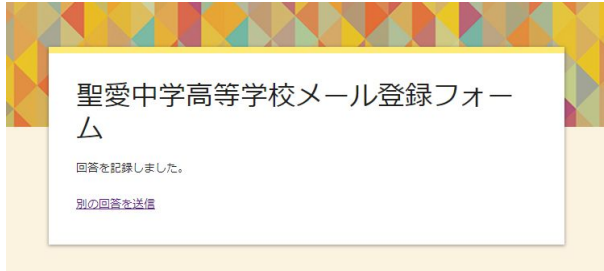 聖愛中学高等学校メール登録フォー
ム
回答を記録しました。
別の回答を送信